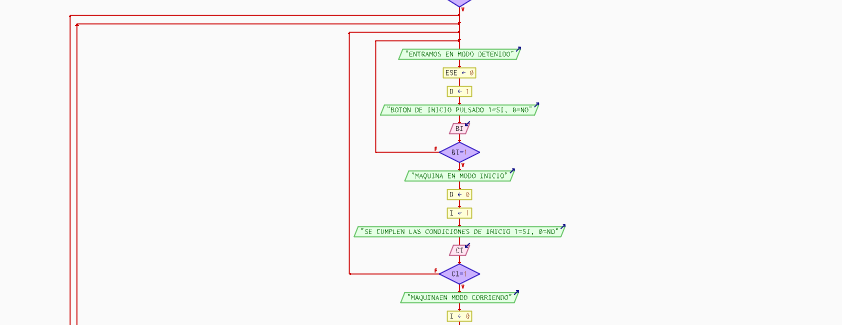 V
"ENTRAMOS EN MODO DETENIDO"
ESE ← 0
D ← 1
"BOTON DE INICIO PULSADO 1=SI, 0=NO"
BI
F
BI=1
V
"MAQUINA EN MODO INICIO"
D ← 0
I ← 1
"SE CUMPLEN LAS CONDICIONES DE INICIO 1=SI, 0=NO"
CI
F
CI=1
V
"MAQUINAEN MODO CORRIENDO"
I ← 0